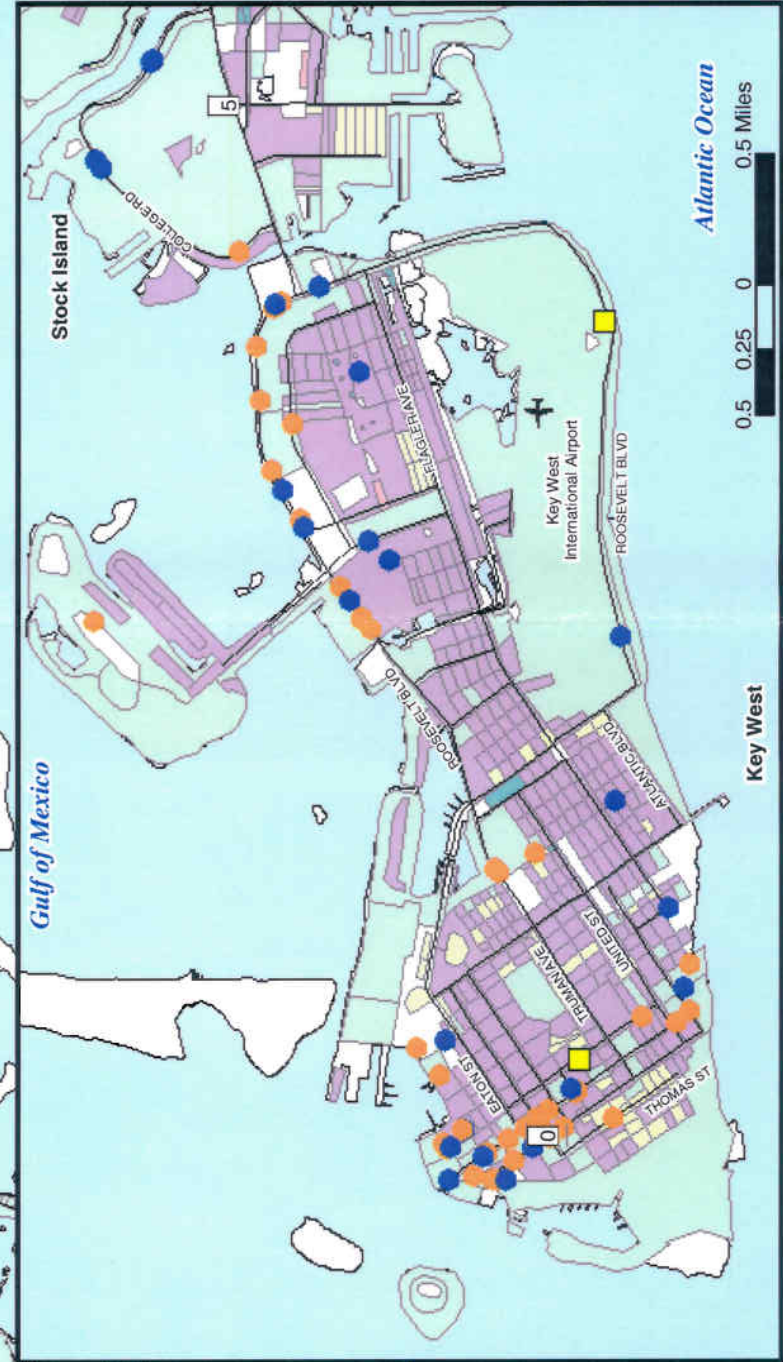 Gulf of Mexico
Stock Island
5
COLLEGE RD
Atlantic Ocean
FLAGLER AVE
ROOSEVELT BLVD
Key West
International Airport
ROOSEVELT BLVD
ATLANTIC BLVD
Key West
UNITED ST
TRUMAN AVE
EATON ST
THOMAS ST
0
0.5 0.25 0 0.5 Miles